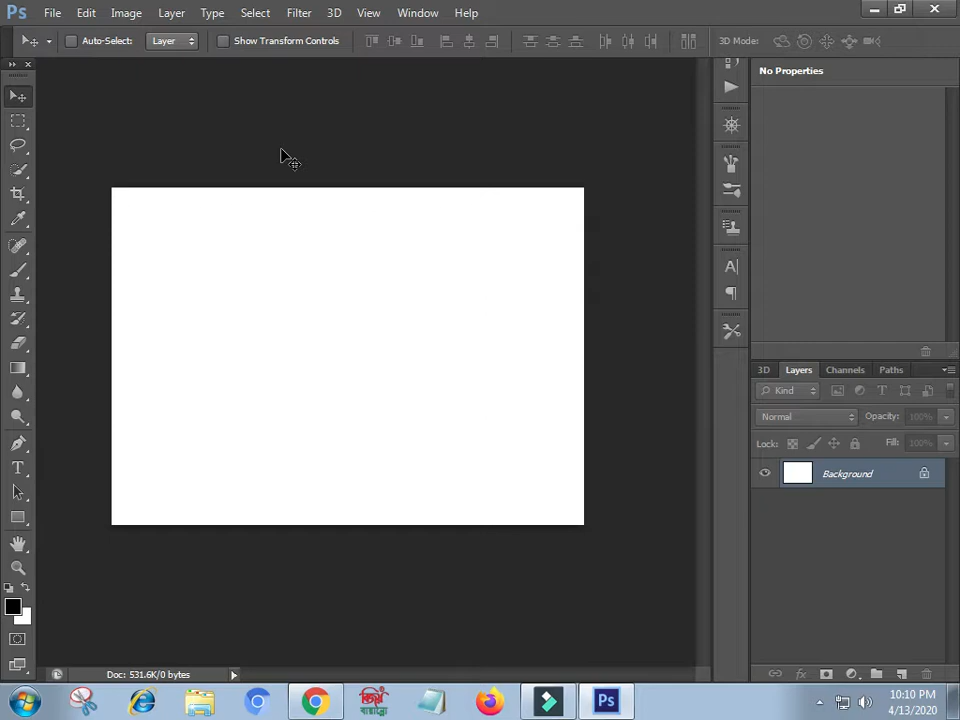 Ps File Edit Image Layer Type Select Filter 3D View Window Help
Auto-Select: Layer Show Transform Controls 3D Mode:
No Properties
3D Layers Channels Paths
Kind
Normal Opacity: 100%
Lock: Fill: 100%
Background
Doc: 531.6K/0 bytes
Ps
10:10 PM
4/13/2020